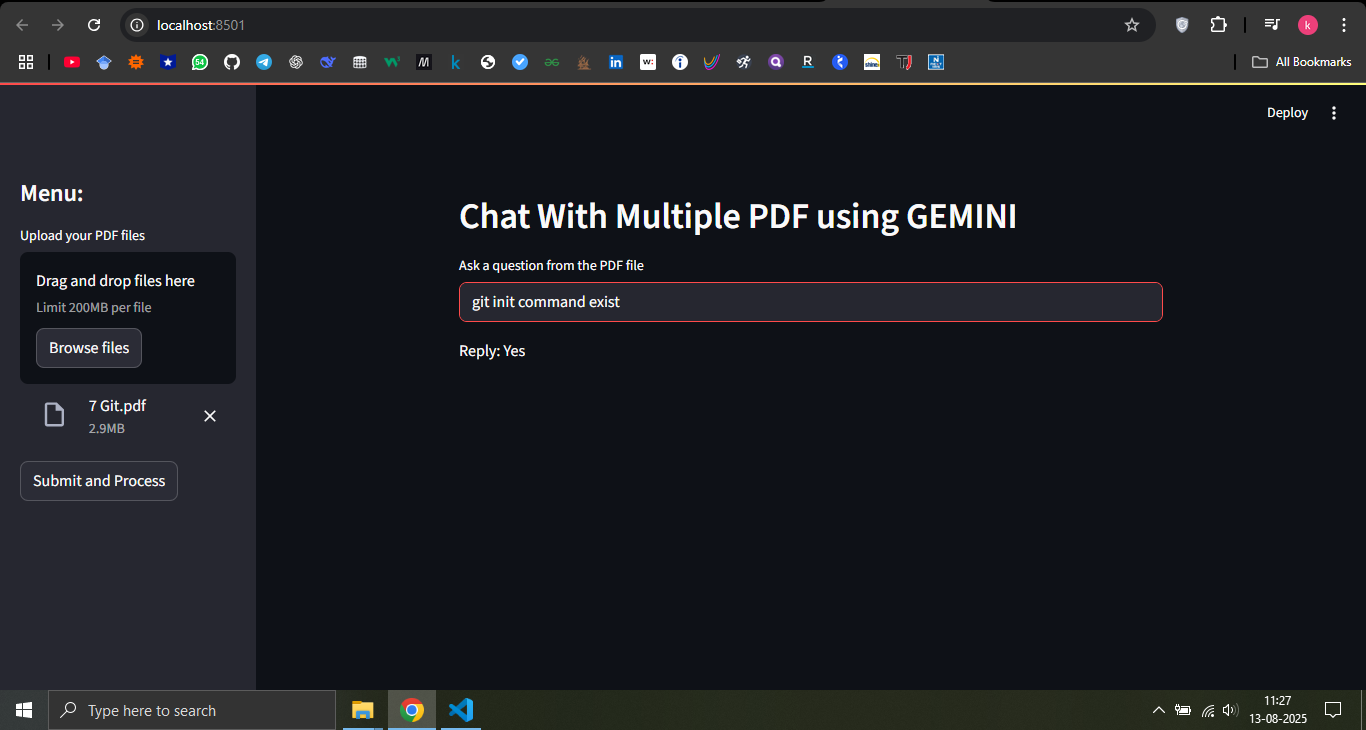 localhost:8501
k
All Bookmarks
Deploy
Menu:
Upload your PDF files
Drag and drop files here
Limit 200MB per file
Browse files
7 Git.pdf
2.9MB
Submit and Process
Chat With Multiple PDF using GEMINI
Ask a question from the PDF file
git init command exist
Reply: Yes
Type here to search
11:27
13-08-2025